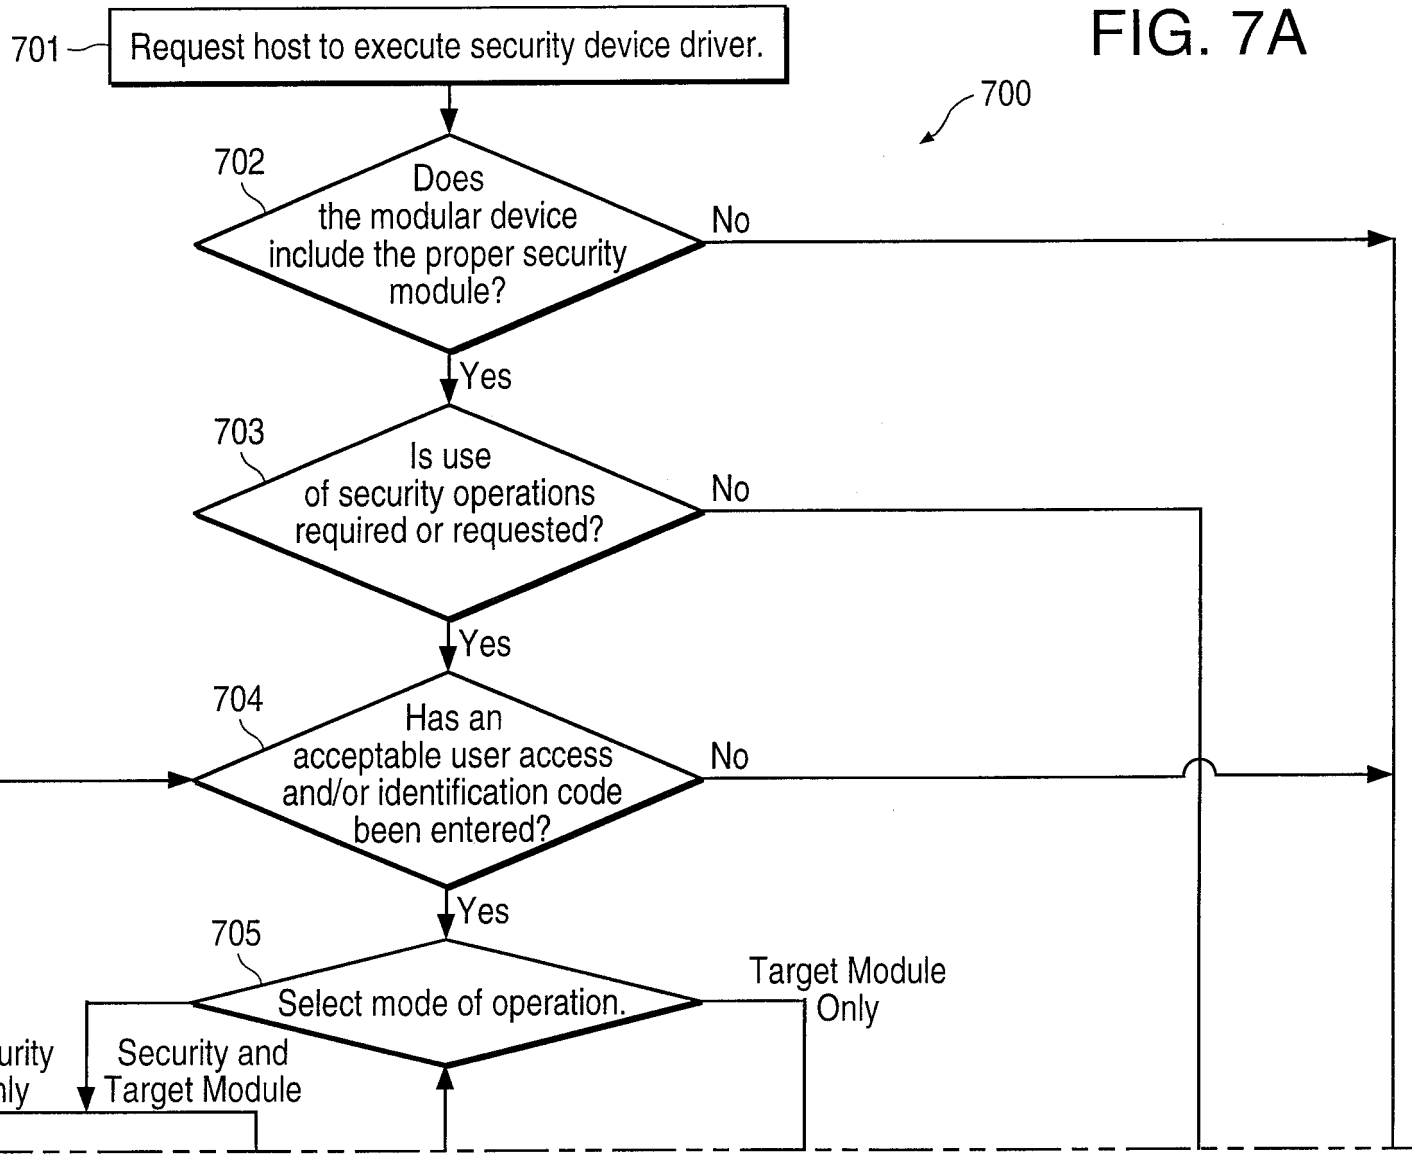 FIG. 7A
701
Request host to execute security device driver.
700
702
Does
the modular device
include the proper security
module?
No
Yes
703
Is use
of security operations
required or requested?
No
Yes
704
Has an
acceptable user access
and/or identification code
been entered?
No
Yes
705
Select mode of operation.
Target Module
Only
Security and
Target Module